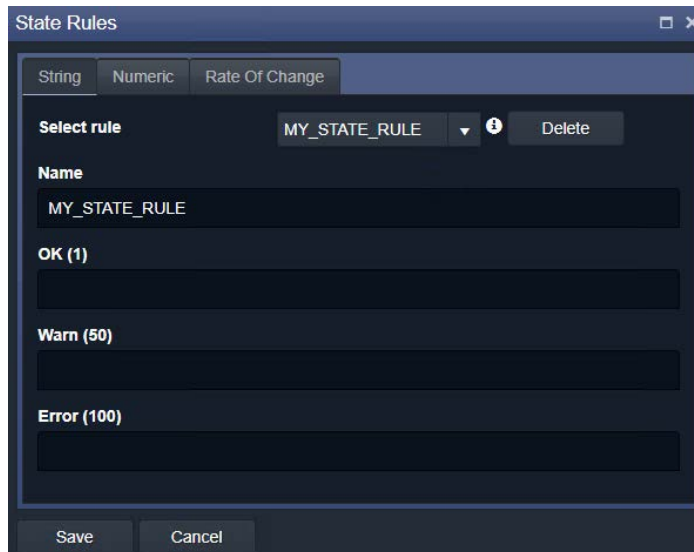 State Rules
String Numeric Rate Of Change
Select rule MY_STATE_RULE Delete
Name
MY_STATE_RULE
OK (1)
Warn (50)
Error (100)
Save Cancel